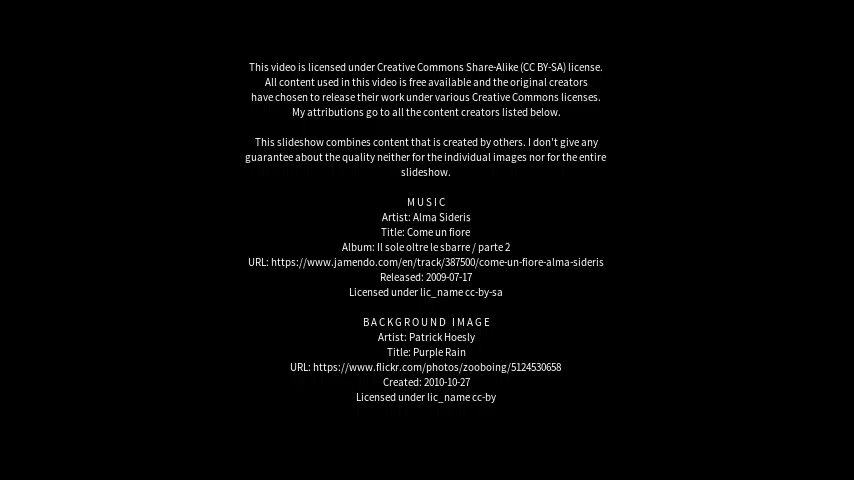 This video is licensed under Creative Commons Share-Alike (CC BY-SA) license.
All content used in this video is free available and the original creators
have chosen to release their work under various Creative Commons licenses.
My attributions go to all the content creators listed below.
This slideshow combines content that is created by others. I don't give any
guarantee about the quality neither for the individual images nor for the entire
slideshow.
MUSIC
Artist: Alma Sideris
Title: Come un fiore
Album: Il sole oltre le sbarre / parte 2
URL: https://www.jamendo.com/en/track/387500/come-un-fiore-alma-sideris
Released: 2009-07-17
Licensed under lic_name cc-by-sa
BACKGROUND IMAGE
Artist: Patrick Hoesly
Title: Purple Rain
URL: https://www.flickr.com/photos/zooboing/5124530658
Created: 2010-10-27
Licensed under lic_name cc-by